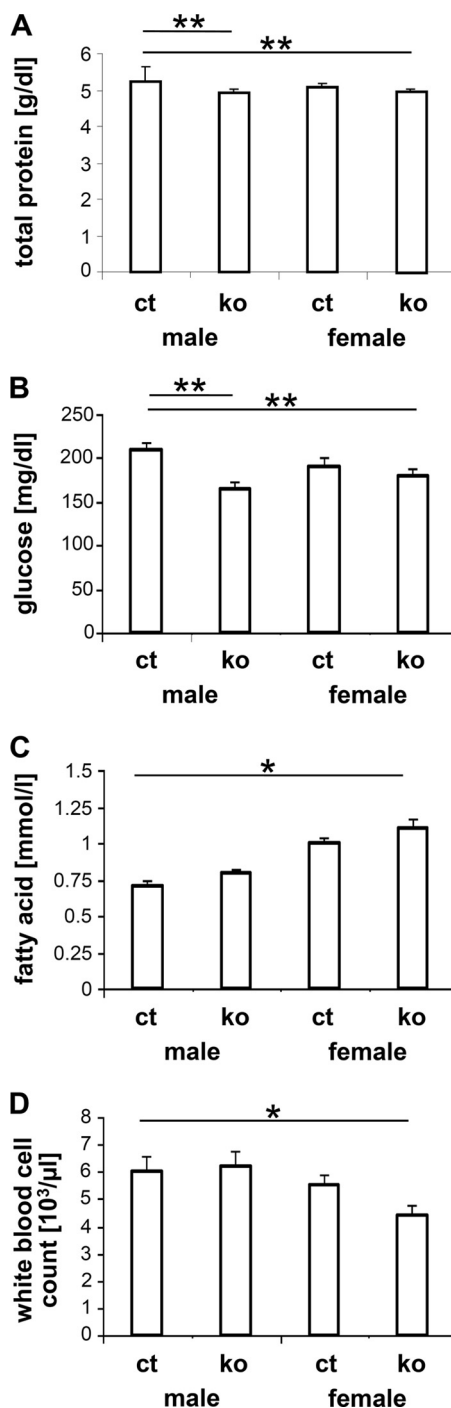 A
**
**
total protein [g/dl]
6
5
4
3
2
1
0
ct ko ct ko
male female
B
**
**
glucose [mg/dl]
250
200
150
100
50
0
ct ko ct ko
male female
C
*
fatty acid [mmol/l]
1.5
1.25
1
0.75
0.5
0.25
0
ct ko ct ko
male female
D
*
white blood cell
count [10³/µl]
8
7
6
5
4
3
2
1
0
ct ko ct ko
male female